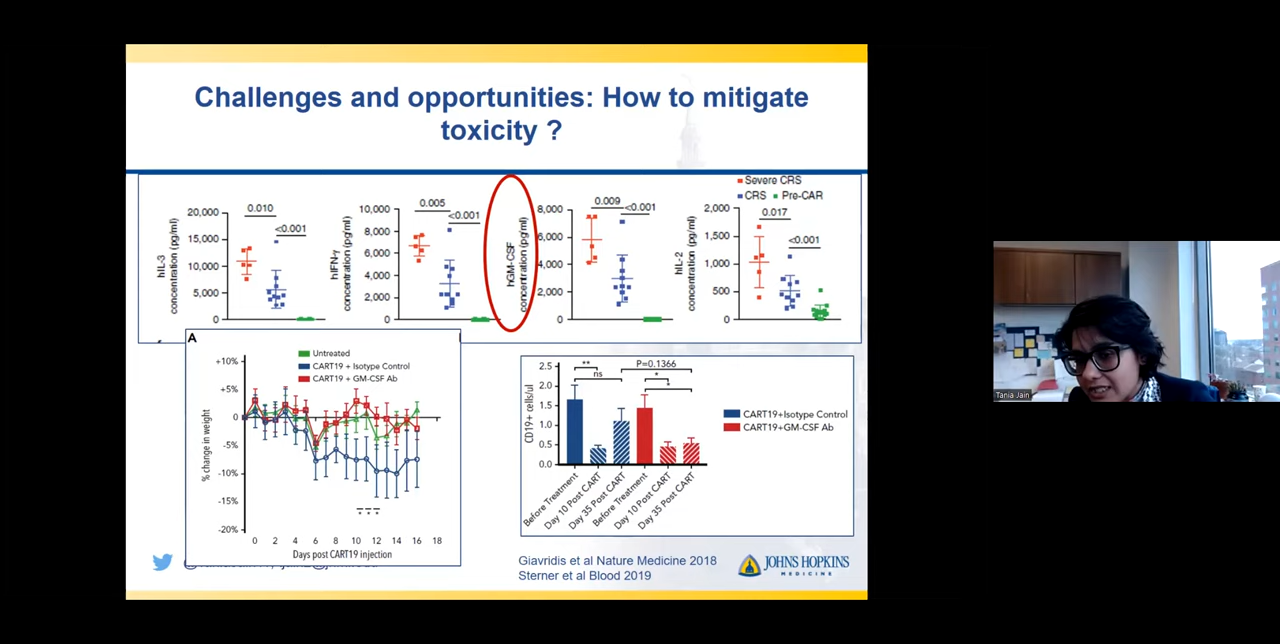 Challenges and opportunities: How to mitigate
toxicity ?
Severe CRS
CRS Pre-CAR
hIL-3
concentration (pg/ml)
20,000
15,000
10,000
5,000
0
0.010
<0.001
hIFN-γ
concentration (pg/ml)
10,000
8,000
6,000
4,000
2,000
0
0.005
<0.001
hGM-CSF
concentration (pg/ml)
8,000
6,000
4,000
2,000
0
0.009
<0.001
hIL-2
concentration (pg/ml)
2,000
1,500
1,000
500
0
0.017
<0.001
A
Untreated
CART19 + Isotype Control
CART19 + GM-CSF Ab
% change in weight
+10%
+5%
0
-5%
-10%
-15%
-20%
0 2 4 6 8 10 12 14 16 18
Days post CART19 injection
CD19+ cells/ul
2.5
2.0
1.5
1.0
0.5
0.0
**
ns
P=0.1366
*
*
Before Treatment
Day 10 Post CART
Day 35 Post CART
Before Treatment
Day 10 Post CART
Day 35 Post CART
CART19+Isotype Control
CART19+GM-CSF Ab
Giavridis et al Nature Medicine 2018
Sterner et al Blood 2019
JOHNS HOPKINS
MEDICINE
Tania Jain